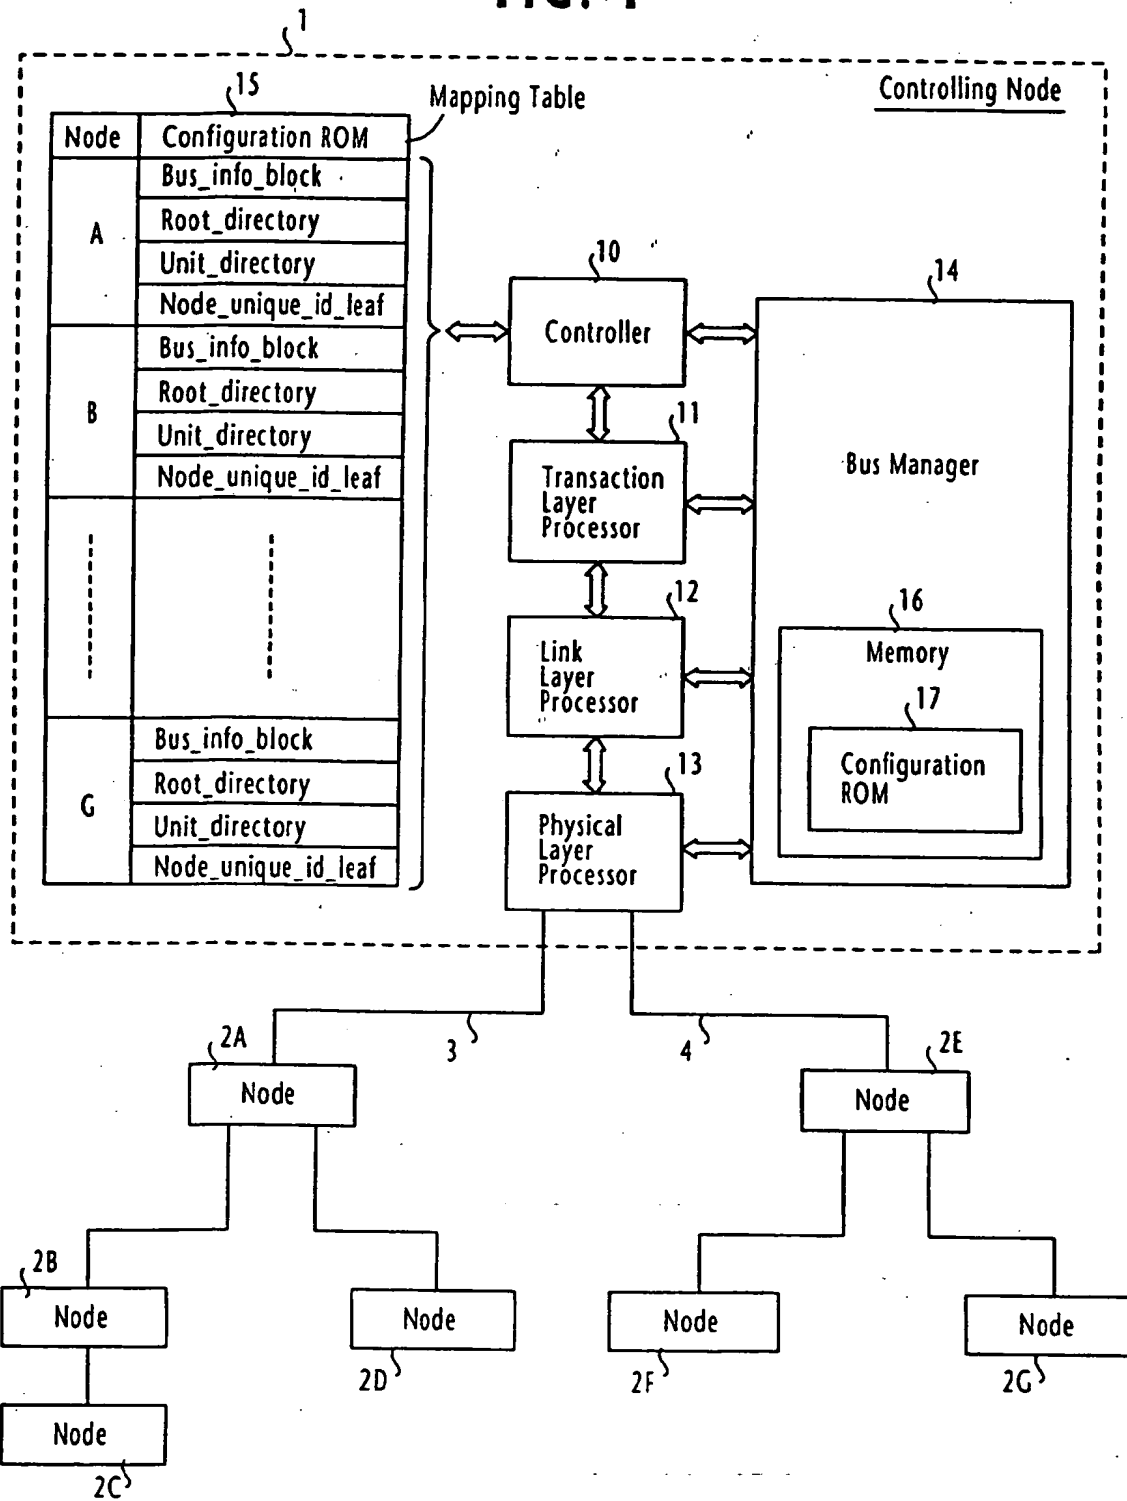 1
15
Mapping Table
Controlling Node
Node Configuration ROM
A
Bus_info_block
Root_directory
Unit_directory
Node_unique_id_leaf
B
Bus_info_block
Root_directory
Unit_directory
Node_unique_id_leaf
G
Bus_info_block
Root_directory
Unit_directory
Node_unique_id_leaf
10
Controller
11
Transaction
Layer
Processor
12
Link
Layer
Processor
13
Physical
Layer
Processor
14
Bus Manager
16
Memory
17
Configuration
ROM
3
4
2A
Node
2E
Node
2B
Node
Node
2D
Node
2F
Node
2G
Node
2C